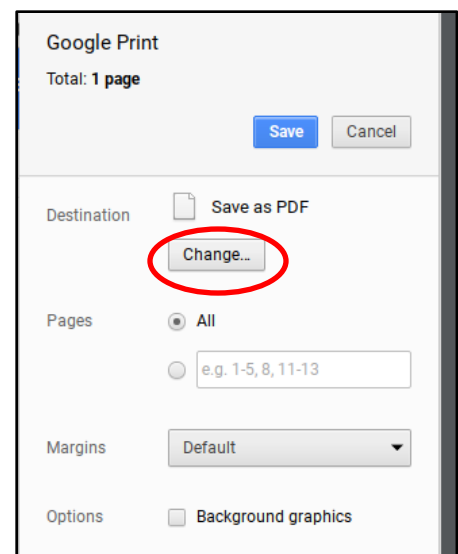 Google Print
Total: 1 page
Save Cancel
Destination Save as PDF
Change...
Pages All
e.g. 1-5, 8, 11-13
Margins Default
Options Background graphics